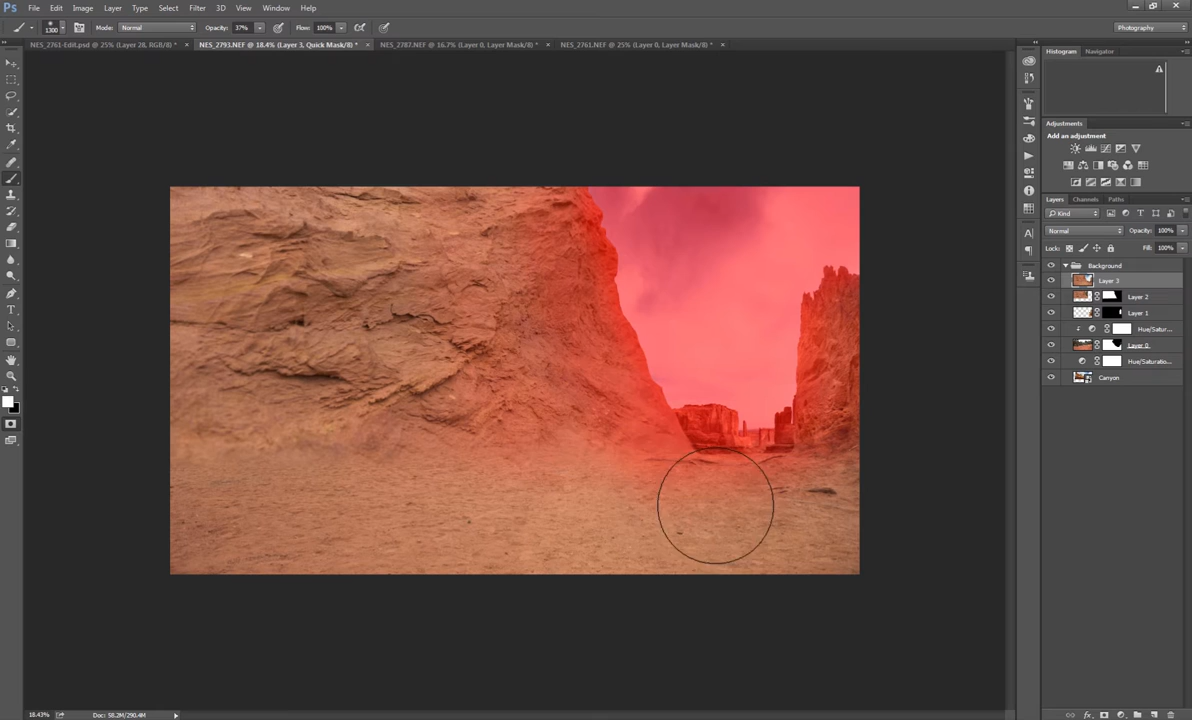 Ps File Edit Image Layer Type Select Filter 3D View Window Help
1300 Mode: Normal Opacity: 37% Flow: 100% Photography
NES_2761-Edit.psd @ 25% (Layer 28, RGB/8) * × NES_2793.NEF @ 18.4% (Layer 3, Quick Mask/8) * × NES_2787.NEF @ 16.7% (Layer 0, Layer Mask/8) * × NES_2761.NEF @ 25% (Layer 0, Layer Mask/8) * ×
Histogram Navigator
Adjustments
Add an adjustment
Layers Channels Paths
Kind
Normal Opacity: 100%
Lock: Fill: 100%
Background
Layer 3
Layer 2
Layer 1
Hue/Satur...
Layer 0
Hue/Saturatio...
Canyon
18.43% Doc: 58.2M/290.4M